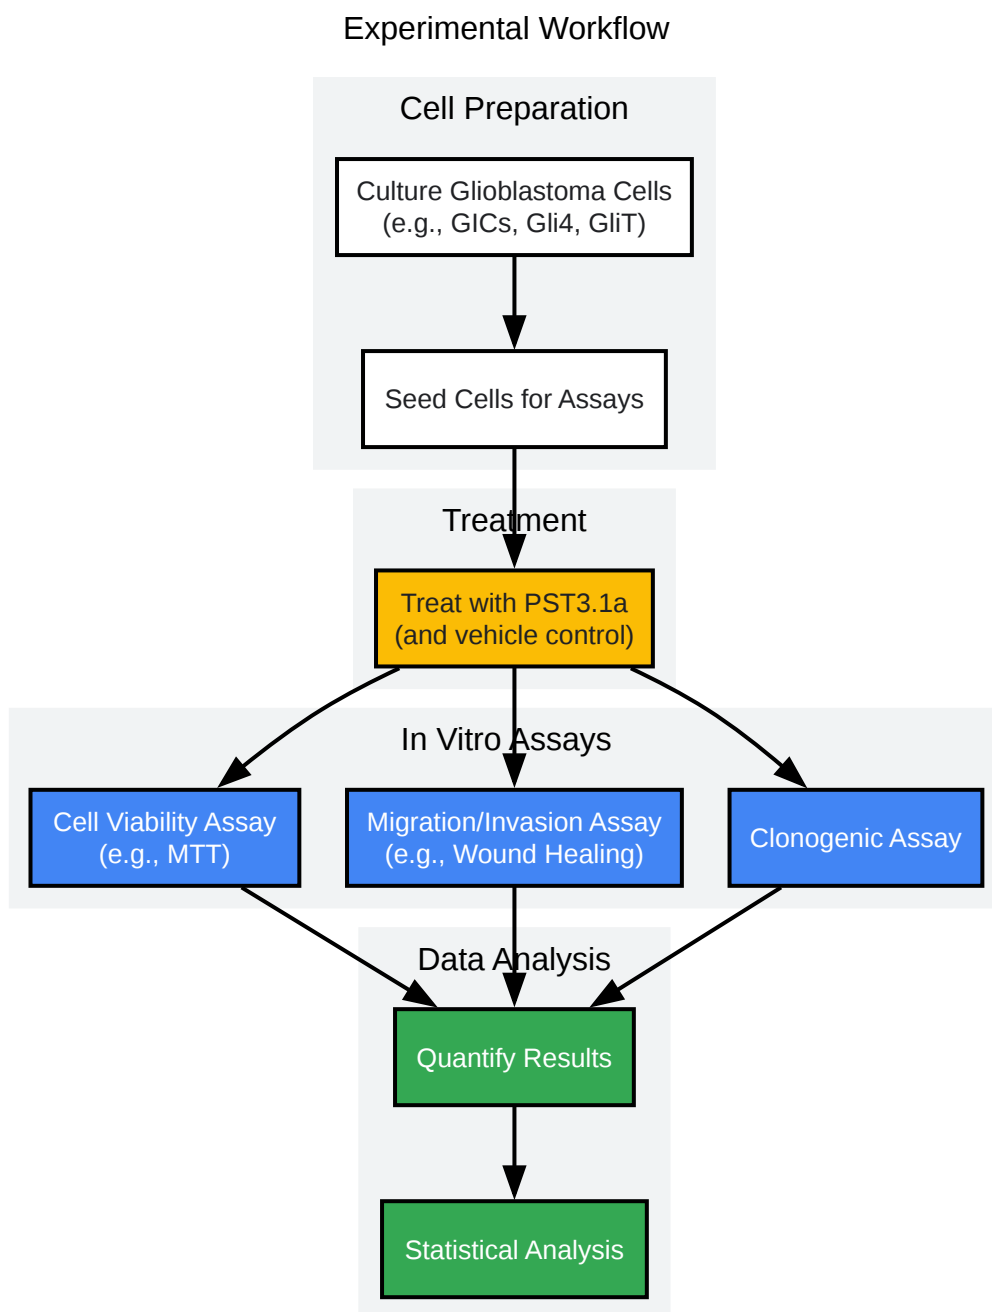 Experimental Workflow
Cell Preparation
Culture Glioblastoma Cells
(e.g., GICs, Gli4, GliT)
Seed Cells for Assays
Treatment
Treat with PST3.1a
(and vehicle control)
In Vitro Assays
Cell Viability Assay
(e.g., MTT)
Migration/Invasion Assay
(e.g., Wound Healing)
Clonogenic Assay
Data Analysis
Quantify Results
Statistical Analysis